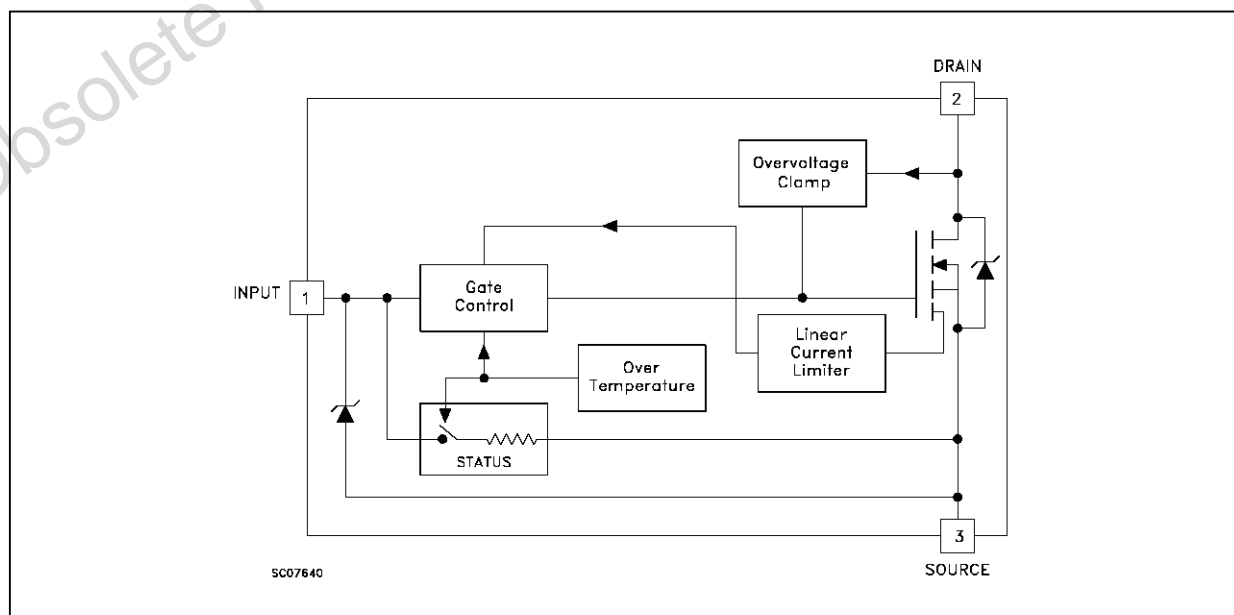 obsolete
DRAIN
2
Overvoltage
Clamp
INPUT
1
Gate
Control
Linear
Current
Limiter
Over
Temperature
STATUS
3
SOURCE
SC07640